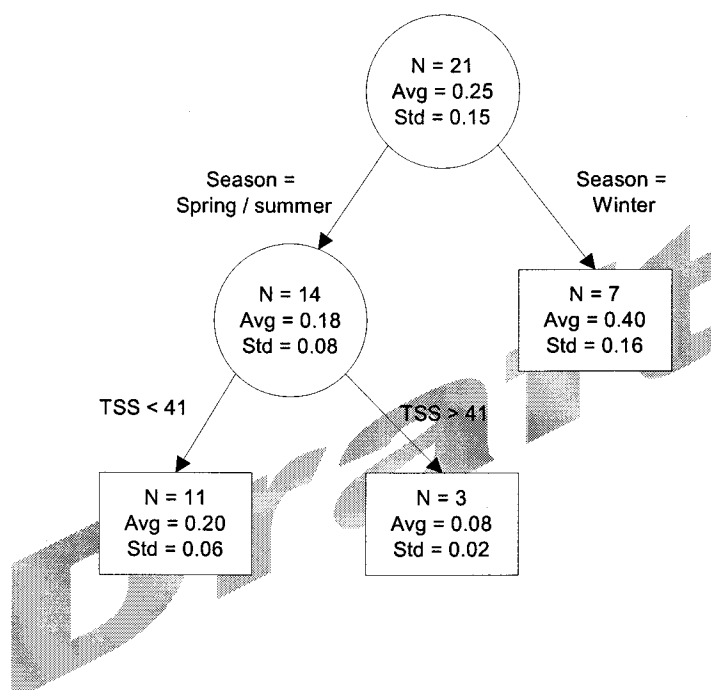 N = 21
Avg = 0.25
Std = 0.15
Season =
Spring / summer
Season =
Winter
N = 14
Avg = 0.18
Std = 0.08
N = 7
Avg = 0.40
Std = 0.16
TSS < 41
TSS > 41
N = 11
Avg = 0.20
Std = 0.06
N = 3
Avg = 0.08
Std = 0.02
Draft